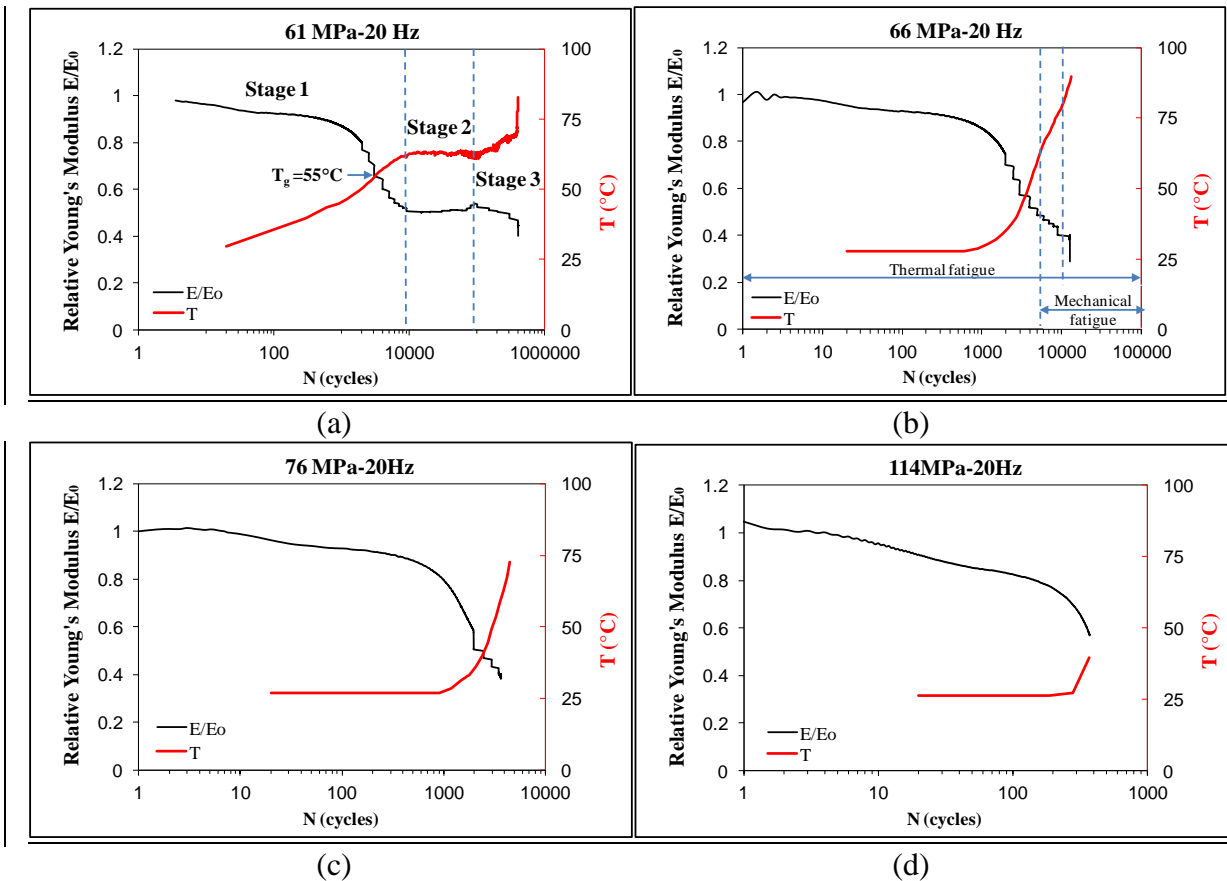 61 MPa-20 Hz
Relative Young's Modulus E/E0
1.2
1
0.8
0.6
0.4
0.2
0
100
75
50
25
0
T (°C)
Stage 1
Stage 2
Stage 3
Tg =55°C
E/Eo
T
1
100
10000
1000000
N (cycles)
(a)
66 MPa-20 Hz
Relative Young's Modulus E/E0
1.2
1
0.8
0.6
0.4
0.2
0
100
75
50
25
0
T (°C)
Thermal fatigue
Mechanical
fatigue
E/Eo
T
1
10
100
1000
10000
100000
N (cycles)
(b)
76 MPa-20Hz
Relative Young's Modulus E/E0
1.2
1
0.8
0.6
0.4
0.2
0
100
75
50
25
0
T (°C)
E/Eo
T
1
10
100
1000
10000
N (cycles)
(c)
114MPa-20Hz
Relative Young's Modulus E/E0
1.2
1
0.8
0.6
0.4
0.2
0
100
75
50
25
0
T (°C)
E/Eo
T
1
10
100
1000
N (cycles)
(d)